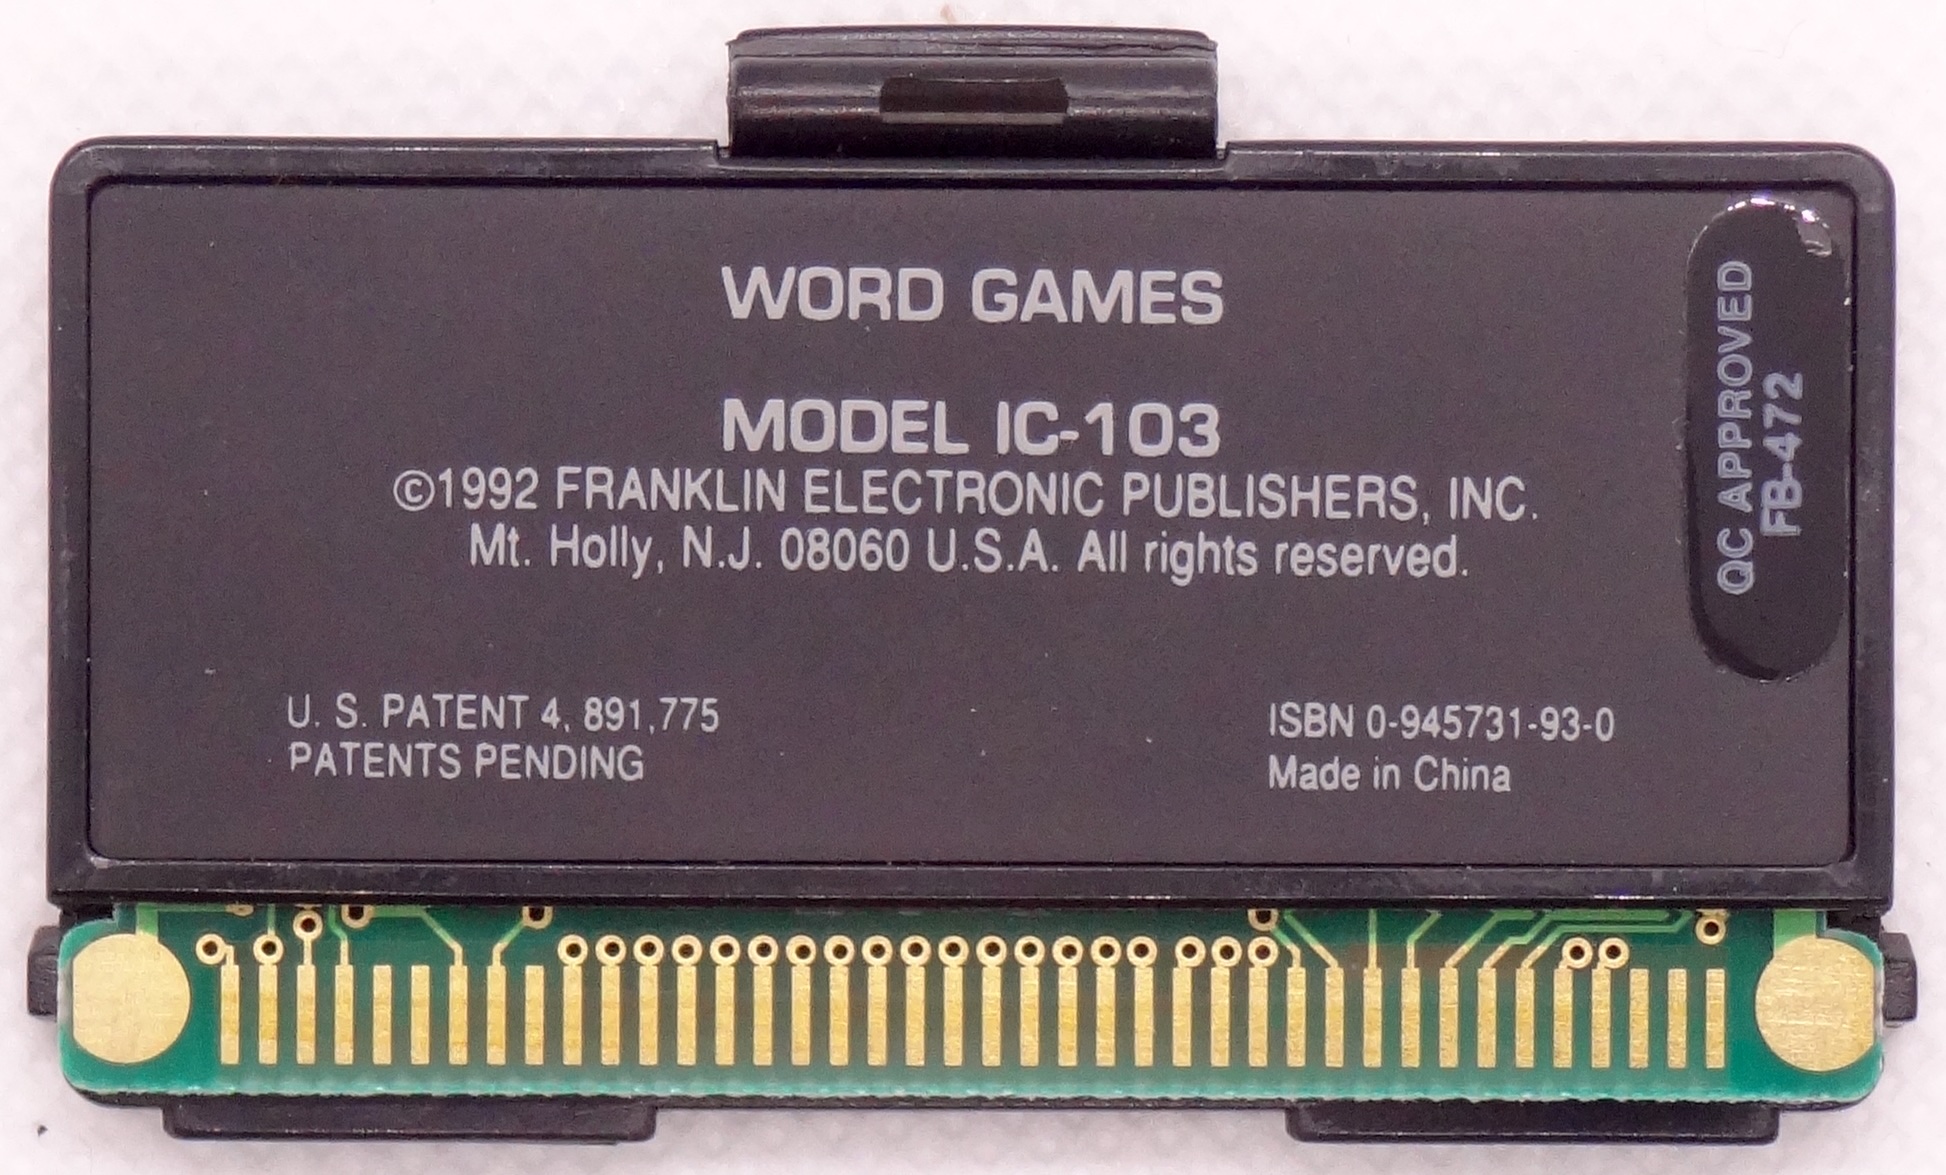 WORD GAMES
MODEL IC-103
©1992 FRANKLIN ELECTRONIC PUBLISHERS, INC.
Mt. Holly, N.J. 08060 U.S.A. All rights reserved.
U. S. PATENT 4, 891,775
PATENTS PENDING
ISBN 0-945731-93-0
Made in China
QC APPROVED
FB-472